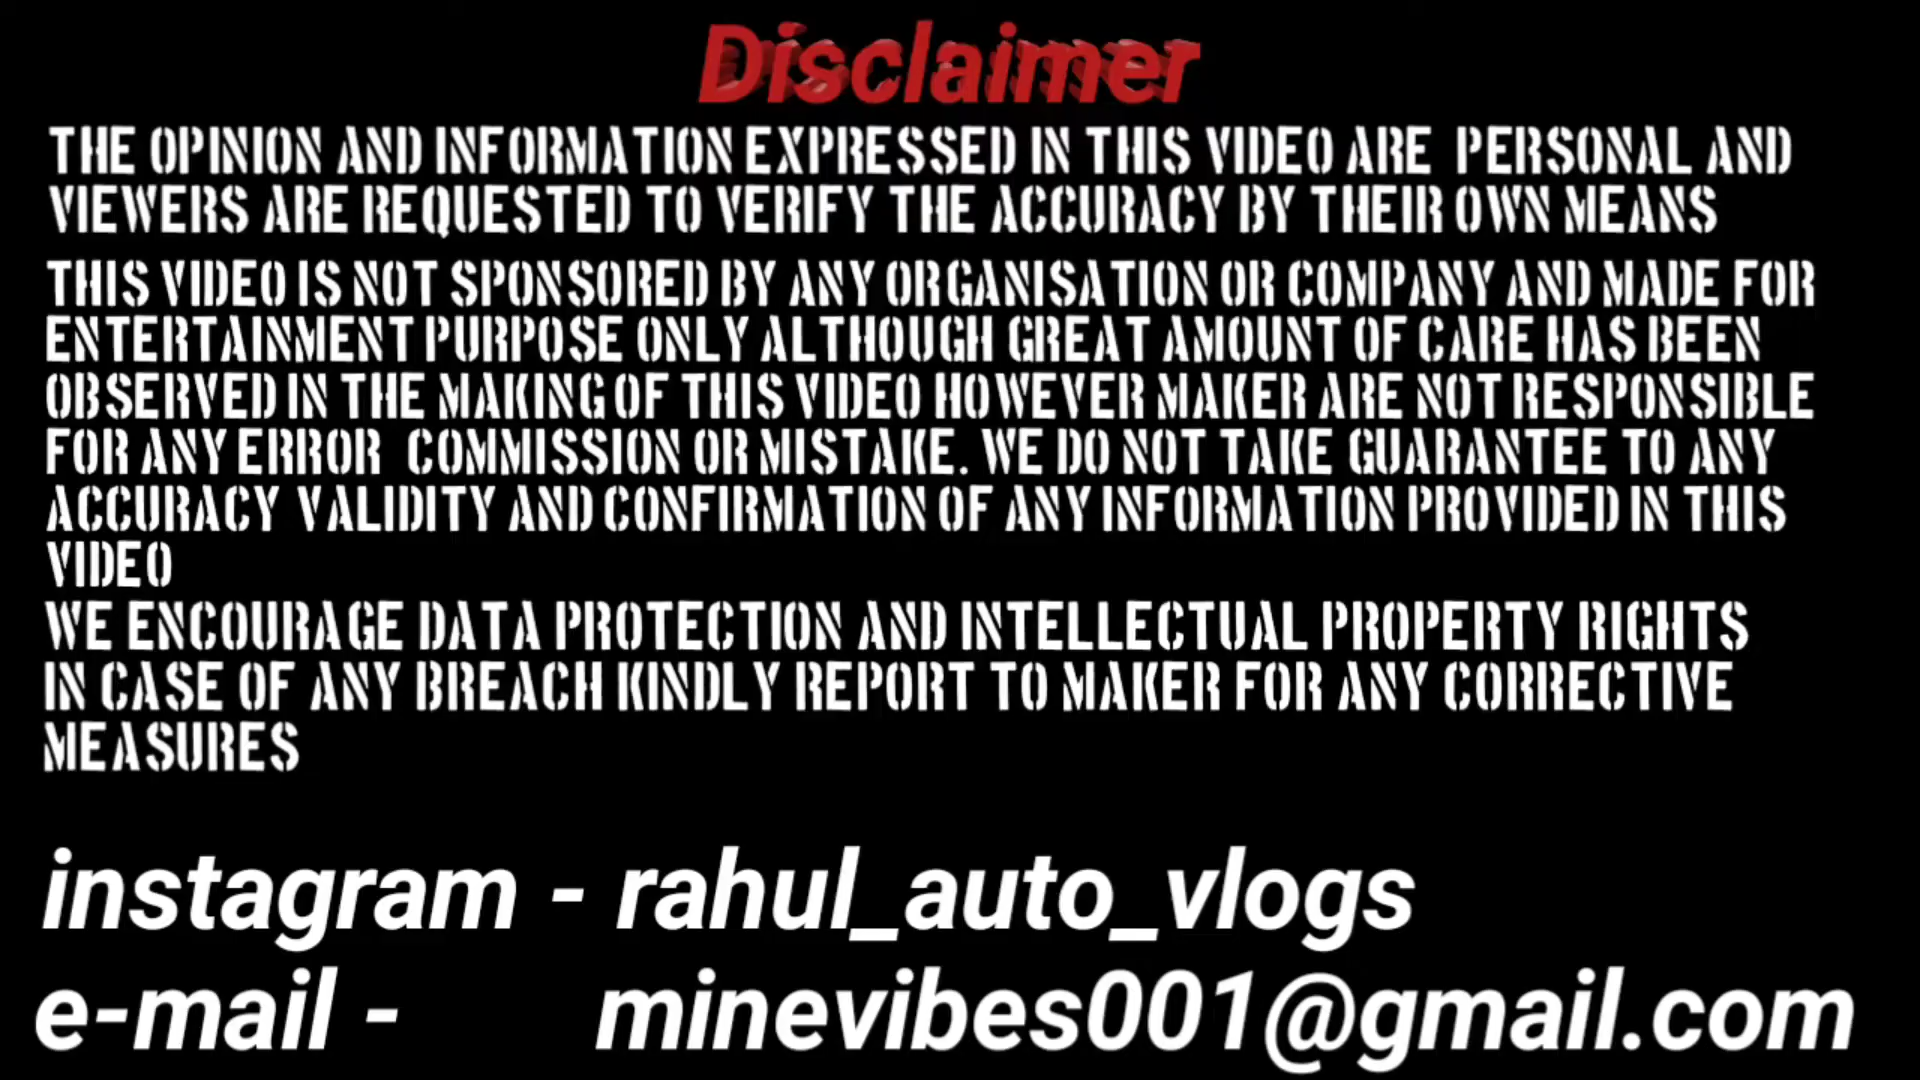 Disclaimer
THE OPINION AND INFORMATION EXPRESSED IN THIS VIDEO ARE PERSONAL AND
VIEWERS ARE REQUESTED TO VERIFY THE ACCURACY BY THEIR OWN MEANS
THIS VIDEO IS NOT SPONSORED BY ANY ORGANISATION OR COMPANY AND MADE FOR
ENTERTAINMENT PURPOSE ONLY ALTHOUGH GREAT AMOUNT OF CARE HAS BEEN
OBSERVED IN THE MAKING OF THIS VIDEO HOWEVER MAKER ARE NOT RESPONSIBLE
FOR ANY ERROR COMMISSION OR MISTAKE. WE DO NOT TAKE GUARANTEE TO ANY
ACCURACY VALIDITY AND CONFIRMATION OF ANY INFORMATION PROVIDED IN THIS
VIDEO
WE ENCOURAGE DATA PROTECTION AND INTELLECTUAL PROPERTY RIGHTS
IN CASE OF ANY BREACH KINDLY REPORT TO MAKER FOR ANY CORRECTIVE
MEASURES
instagram - rahul_auto_vlogs
e-mail - minevibes001@gmail.com